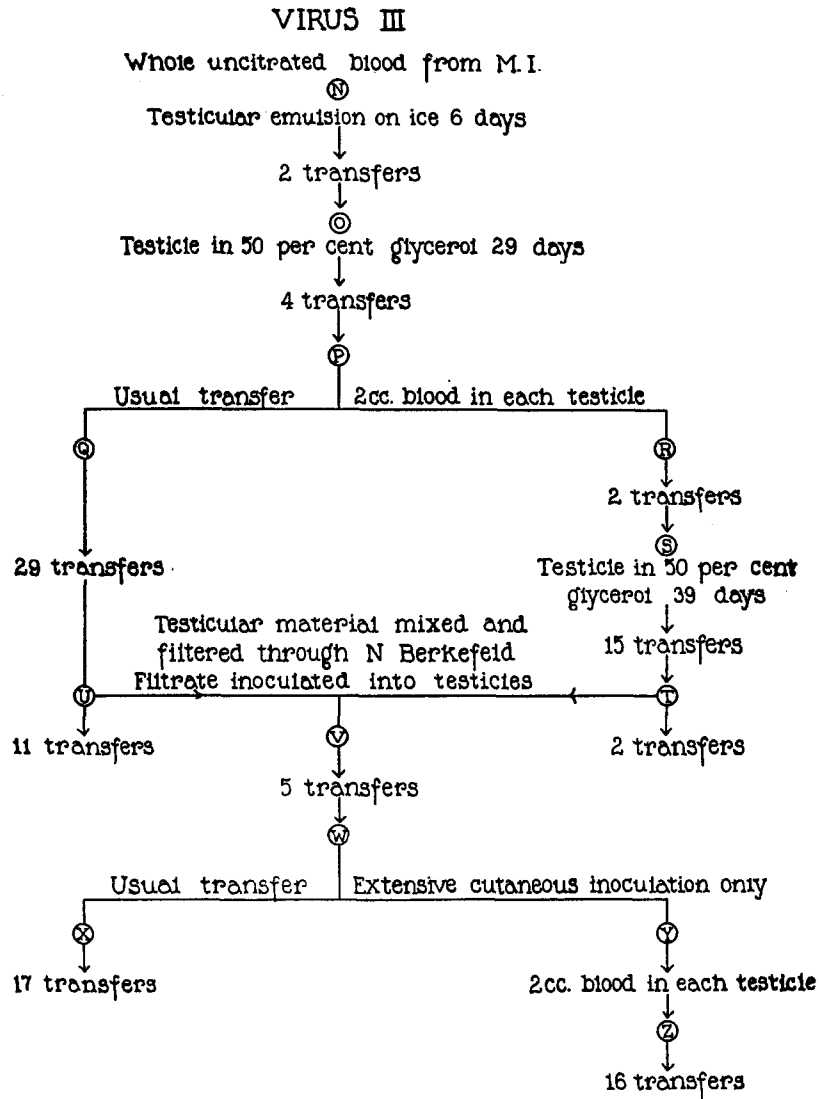 VIRUS III
Whole uncitrated blood from M.I.
N
Testicular emulsion on ice 6 days
2 transfers
O
Testicle in 50 per cent glycerol 29 days
4 transfers
P
Usual transfer 2cc. blood in each testicle
Q R
2 transfers
S
29 transfers Testicle in 50 per cent
glycerol 39 days
Testicular material mixed and
filtered through N Berkefeld 15 transfers
Filtrate inoculated into testicles
U T
11 transfers V 2 transfers
5 transfers
W
Usual transfer Extensive cutaneous inoculation only
X Y
17 transfers 2cc. blood in each testicle
Z
16 transfers